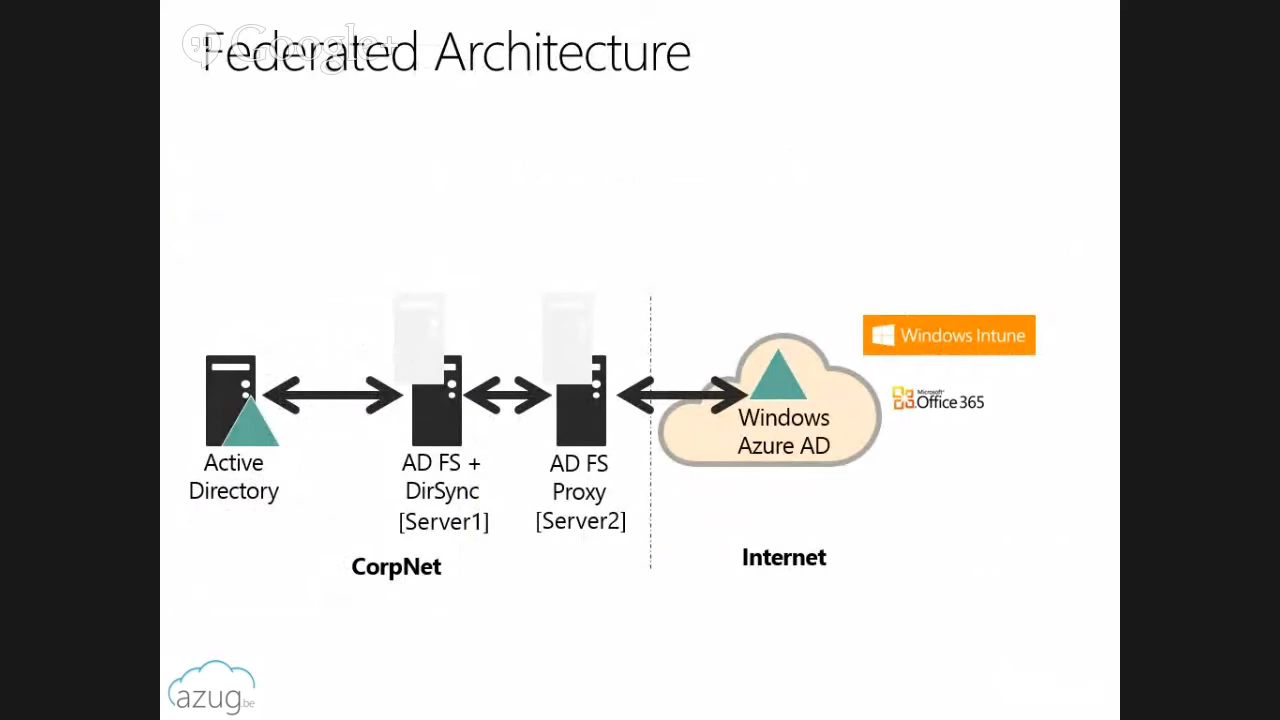 Google+
Federated Architecture
Windows Intune
Microsoft
Office 365
Windows
Azure AD
Active
Directory
AD FS +
DirSync
[Server1]
AD FS
Proxy
[Server2]
CorpNet
Internet
azug.be